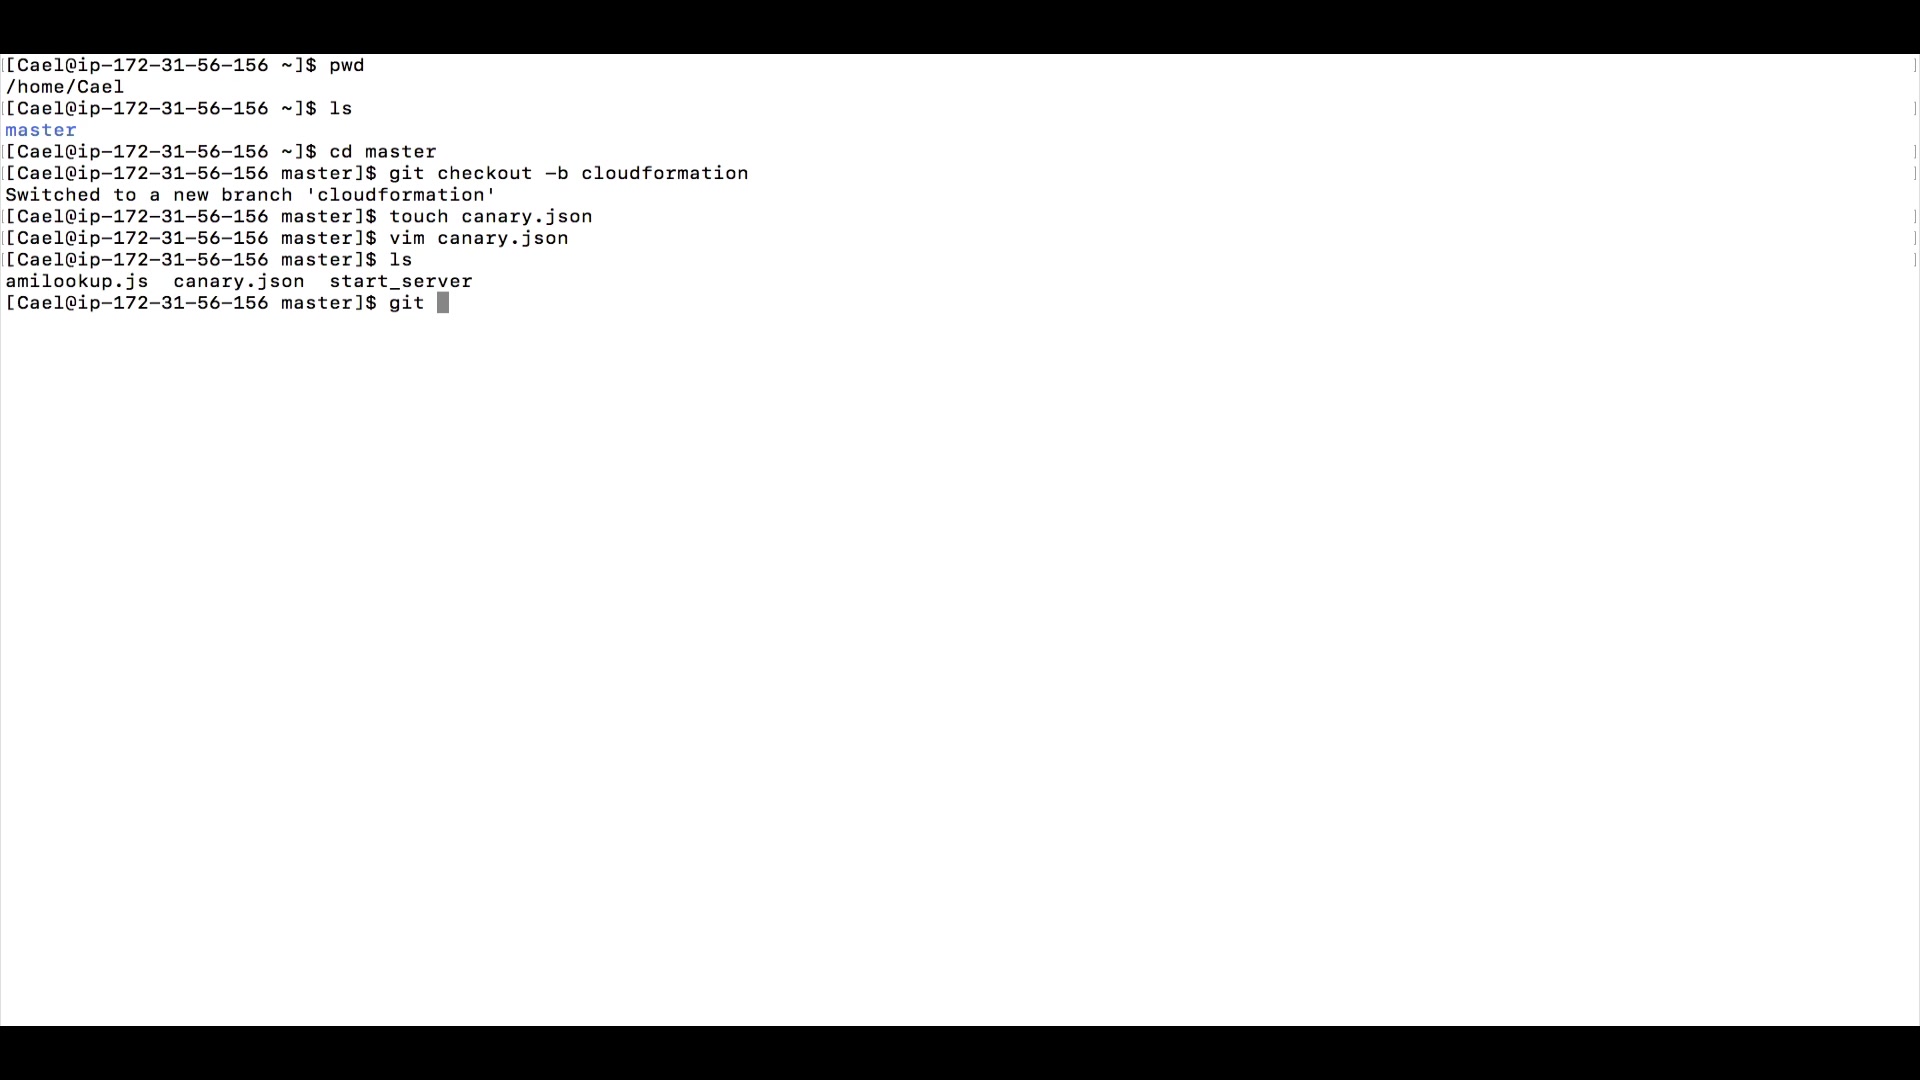 [Cael@ip-172-31-56-156 ~]$ pwd
/home/Cael
[Cael@ip-172-31-56-156 ~]$ ls
master
[Cael@ip-172-31-56-156 ~]$ cd master
[Cael@ip-172-31-56-156 master]$ git checkout -b cloudformation
Switched to a new branch 'cloudformation'
[Cael@ip-172-31-56-156 master]$ touch canary.json
[Cael@ip-172-31-56-156 master]$ vim canary.json
[Cael@ip-172-31-56-156 master]$ ls
amilookup.js  canary.json  start_server
[Cael@ip-172-31-56-156 master]$ git